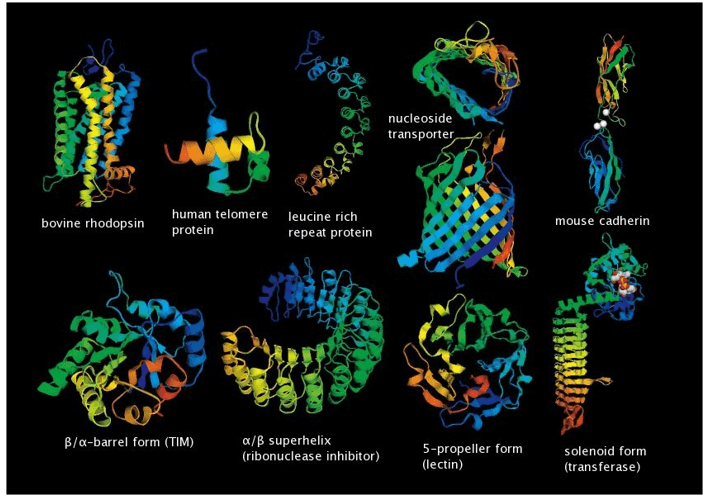 bovine rhodopsin
human telomere
protein
leucine rich
repeat protein
nucleoside
transporter
mouse cadherin
β/α-barrel form (TIM)
α/β superhelix
(ribonuclease inhibitor)
5-propeller form
(lectin)
solenoid form
(transferase)